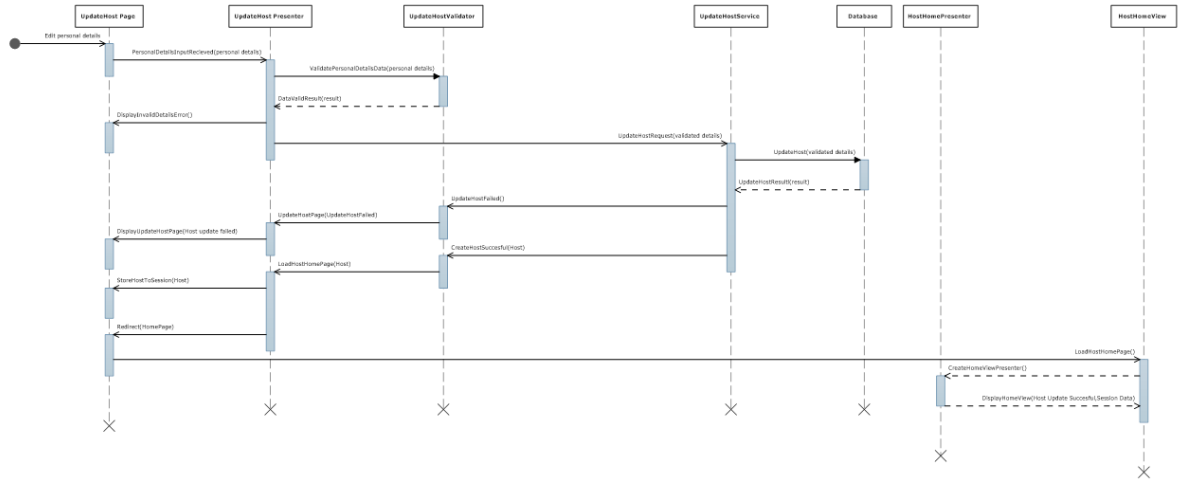 UpdateHost Page
UpdateHost Presenter
UpdateHostValidator
UpdateHostService
Database
HostHomePresenter
HostHomeView
Edit personal details
PersonalDetailsInputRecieved(personal details)
ValidatePersonalDetailsData(personal details)
DataValidResult(result)
DisplayInvalidDetailsError()
UpdateHostRequest(validated details)
UpdateHost(validated details)
UpdateHostResult(result)
UpdateHostFailed()
UpdateHostPage(UpdateHostFailed)
DisplayUpdateHostPage(Host update failed)
CreateHostSuccesful(Host)
LoadHostHomePage(Host)
StoreHostToSession(Host)
Redirect(HomePage)
LoadHostHomePage()
CreateHomeViewPresenter()
DisplayHomeView(Host Update Succesful,Session Data)